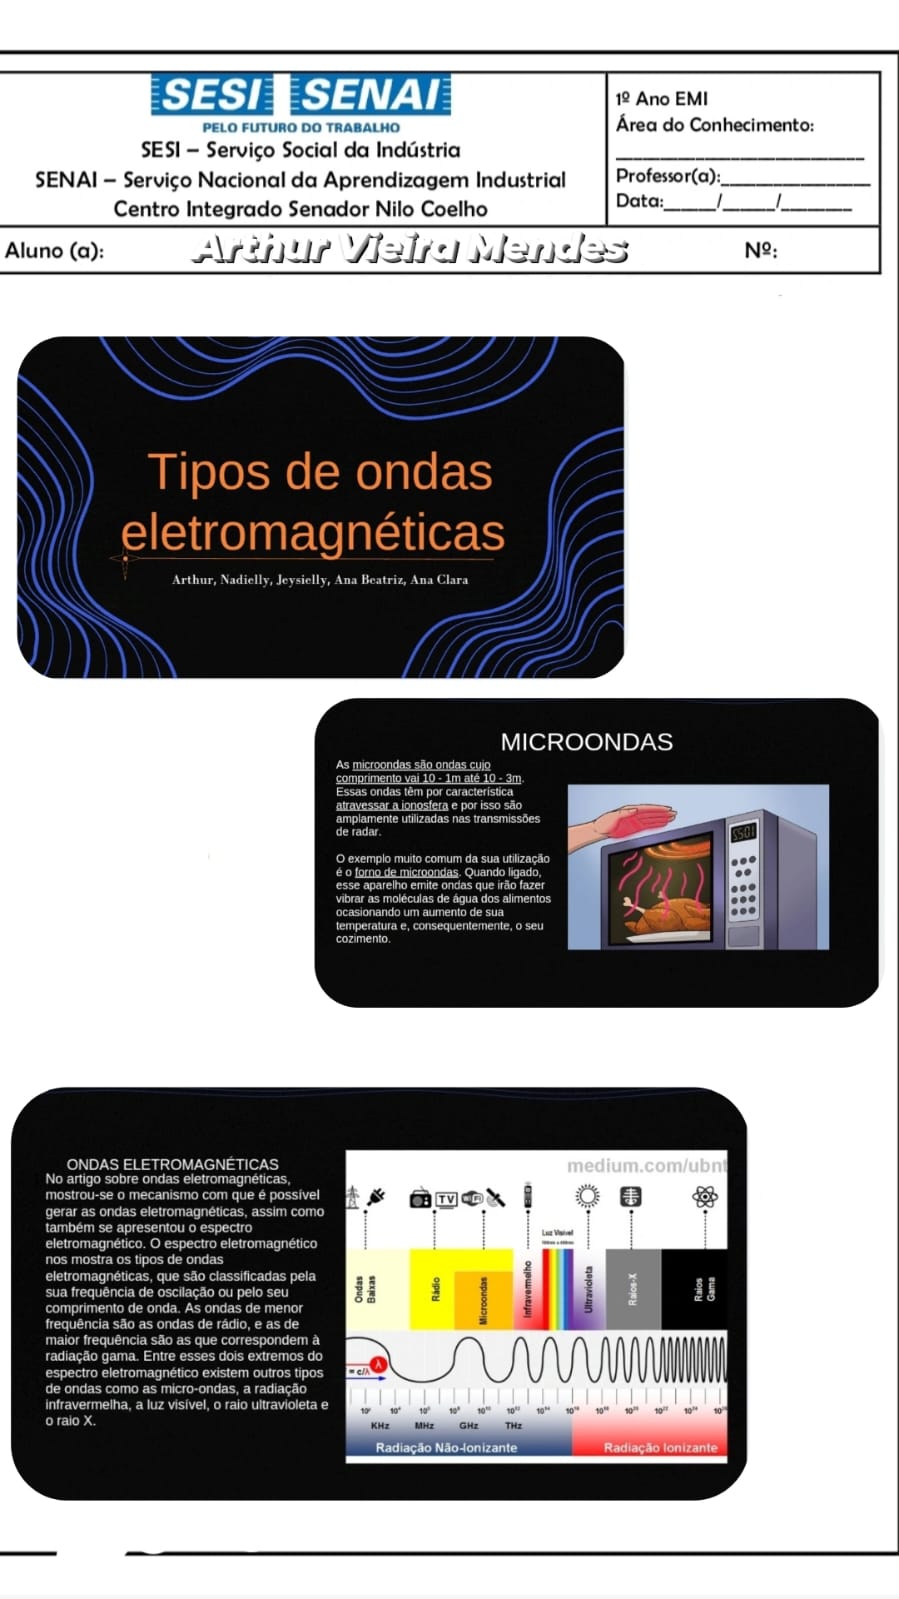 SESI SENAI
PELO FUTURO DO TRABALHO
SESI – Serviço Social da Indústria
SENAI – Serviço Nacional da Aprendizagem Industrial
Centro Integrado Senador Nilo Coelho
1º Ano EMI
Área do Conhecimento:
Professor(a):
Data:____/____/____
Aluno (a): Arthur Vieira Mendes Nº:
Tipos de ondas
eletromagnéticas
Arthur, Nadielly, Jeysielly, Ana Beatriz, Ana Clara
MICROONDAS
As microondas são ondas cujo
comprimento vai 10 - 1m até 10 - 3m.
Essas ondas têm por característica
atravessar a ionosfera e por isso são
amplamente utilizadas nas transmissões
de radar.
O exemplo muito comum da sua utilização
é o forno de microondas. Quando ligado,
esse aparelho emite ondas que irão fazer
vibrar as moléculas de água dos alimentos
ocasionando um aumento de sua
temperatura e, consequentemente, o seu
cozimento.
ONDAS ELETROMAGNÉTICAS
No artigo sobre ondas eletromagnéticas,
mostrou-se o mecanismo com que é possível
gerar as ondas eletromagnéticas, assim como
também se apresentou o espectro
eletromagnético. O espectro eletromagnético
nos mostra os tipos de ondas
eletromagnéticas, que são classificadas pela
sua frequência de oscilação ou pelo seu
comprimento de onda. As ondas de menor
frequência são as ondas de rádio, e as de
maior frequência são as que correspondem à
radiação gama. Entre esses dois extremos do
espectro eletromagnético existem outros tipos
de ondas como as micro-ondas, a radiação
infravermelha, a luz visível, o raio ultravioleta e
o raio X.
medium.com/ubnt
TV
WiFi
Luz Visível
Ondas
Baixas
Rádio
Microondas
Infravermelho
Ultravioleta
Raios-X
Raios
Gama
λ
= c/λ
KHz MHz GHz THz
Radiação Não-Ionizante
Radiação Ionizante